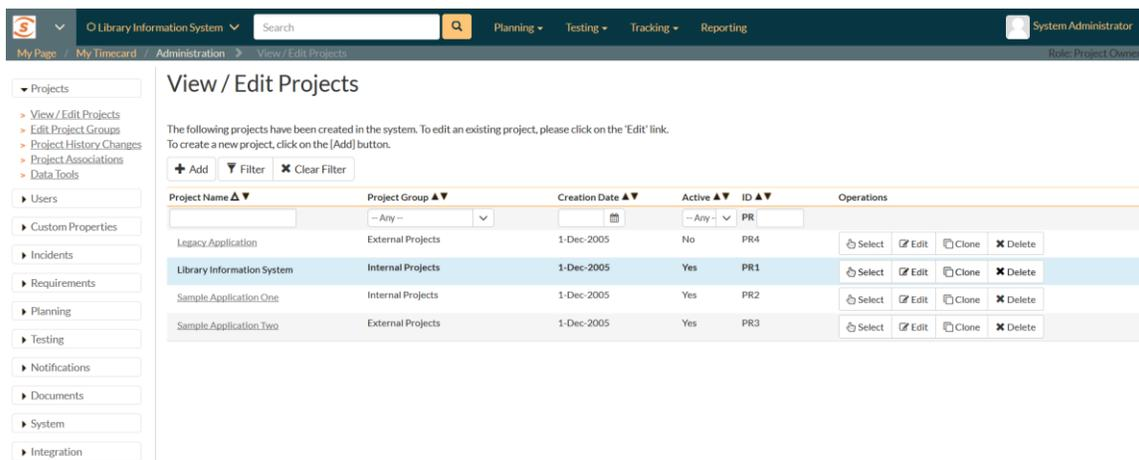 Library Information System
Search
Planning
Testing
Tracking
Reporting
System Administrator
My Page / My Timecard / Administration > View / Edit Projects
Role: Project Owner
Projects
> View / Edit Projects
> Edit Project Groups
> Project History Changes
> Project Associations
> Data Tools
Users
Custom Properties
Incidents
Requirements
Planning
Testing
Notifications
Documents
System
Integration
View / Edit Projects
The following projects have been created in the system. To edit an existing project, please click on the 'Edit' link.
To create a new project, click on the [Add] button.
Add Filter Clear Filter
Project Name Project Group Creation Date Active ID Operations
-- Any -- -- Any - PR
Legacy Application External Projects 1-Dec-2005 No PR4 Select Edit Clone Delete
Library Information System Internal Projects 1-Dec-2005 Yes PR1 Select Edit Clone Delete
Sample Application One Internal Projects 1-Dec-2005 Yes PR2 Select Edit Clone Delete
Sample Application Two External Projects 1-Dec-2005 Yes PR3 Select Edit Clone Delete